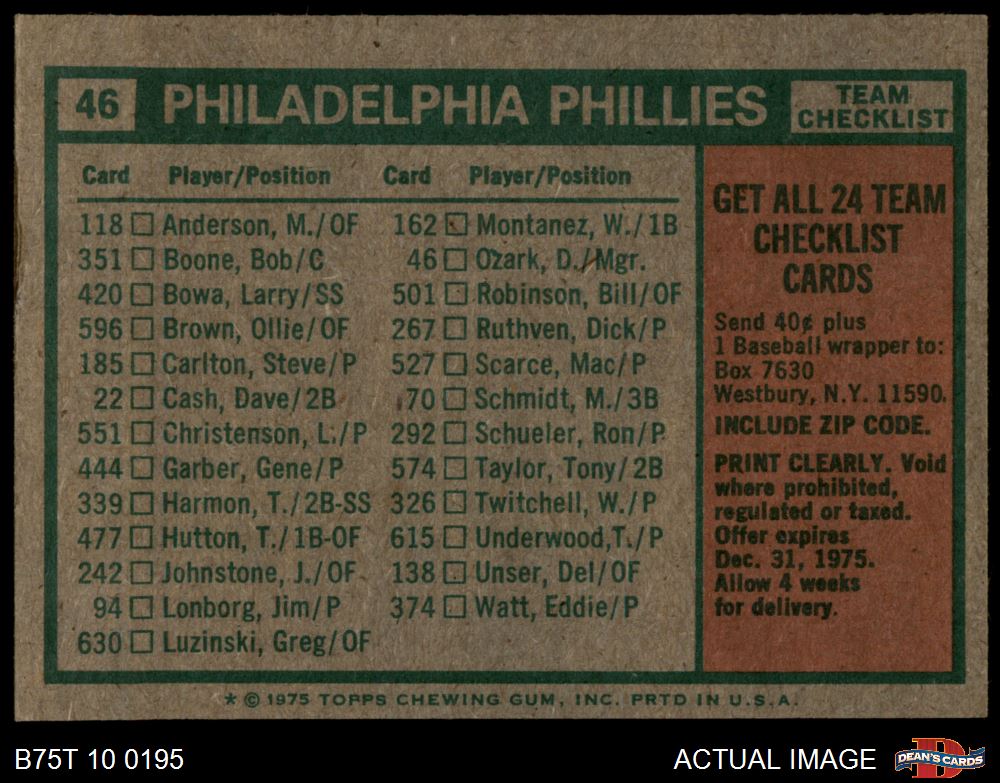 46 PHILADELPHIA PHILLIES TEAM CHECKLIST
Card Player/Position
118 Anderson, M./OF
351 Boone, Bob/C
420 Bowa, Larry/SS
596 Brown, Ollie/OF
185 Carlton, Steve/P
22 Cash, Dave/2B
551 Christenson, L./P
444 Garber, Gene/P
339 Harmon, T./2B-SS
477 Hutton, T./1B-OF
242 Johnstone, J./OF
94 Lonborg, Jim/P
630 Luzinski, Greg/OF
Card Player/Position
162 Montanez, W./1B
46 Ozark, D./Mgr.
501 Robinson, Bill/OF
267 Ruthven, Dick/P
527 Scarce, Mac/P
70 Schmidt, M./3B
292 Schueler, Ron/P
574 Taylor, Tony/2B
326 Twitchell, W./P
615 Underwood,T./P
138 Unser, Del/OF
374 Watt, Eddie/P
GET ALL 24 TEAM
CHECKLIST
CARDS
Send 40¢ plus
1 Baseball wrapper to:
Box 7630
Westbury, N.Y. 11590.
INCLUDE ZIP CODE.
PRINT CLEARLY. Void
where prohibited,
regulated or taxed.
Offer expires
Dec. 31, 1975.
Allow 4 weeks
for delivery.
* © 1975 TOPPS CHEWING GUM, INC. PRTD IN U.S.A.
B75T 10 0195
ACTUAL IMAGE
DEAN'S CARDS